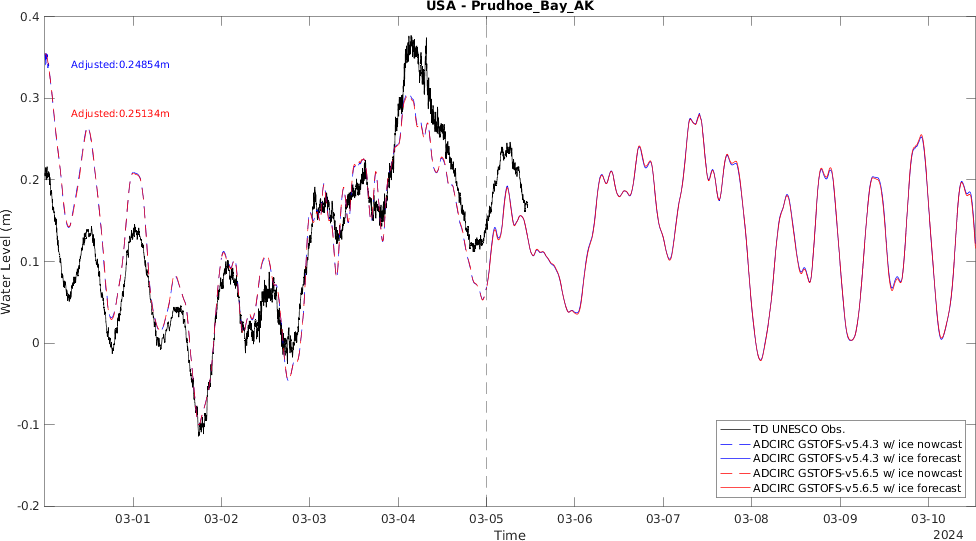 USA - Prudhoe_Bay_AK
0.4
0.3
0.2
0.1
0
-0.1
-0.2
Water Level (m)
Adjusted:0.24854m
Adjusted:0.25134m
TD UNESCO Obs.
ADCIRC GSTOFS-v5.4.3 w/ ice nowcast
ADCIRC GSTOFS-v5.4.3 w/ ice forecast
ADCIRC GSTOFS-v5.6.5 w/ ice nowcast
ADCIRC GSTOFS-v5.6.5 w/ ice forecast
03-01 03-02 03-03 03-04 03-05 03-06 03-07 03-08 03-09 03-10
Time
2024